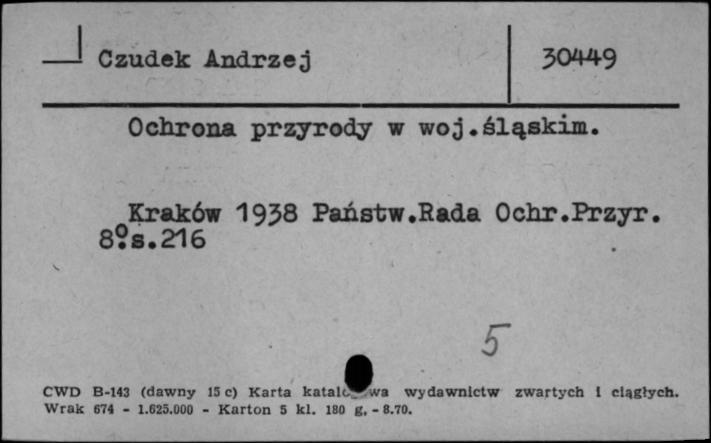 Czudek Andrzej 30449
Ochrona przyrody w woj.śląskim.
Kraków 1938 Państw.Rada Ochr.Przyr.
8°.s.216
5
CWD B-143 (dawny 15 c) Karta katalogowa wydawnictw zwartych i ciągłych.
Wrak 674 - 1.625.000 - Karton 5 kl. 180 g, - 8.70.